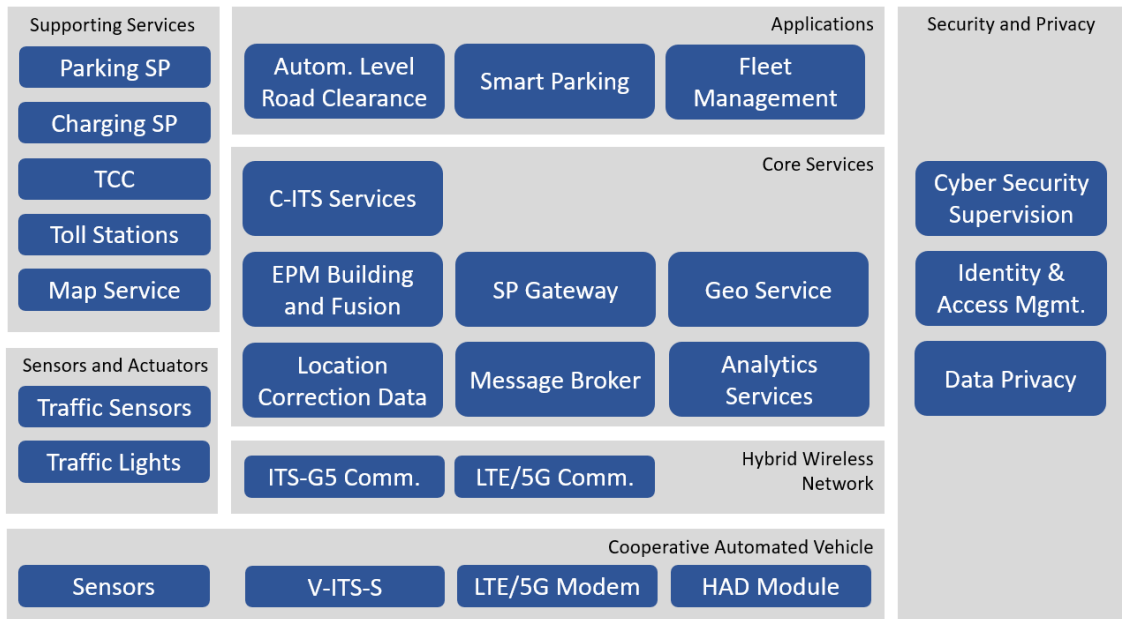 Supporting Services
Parking SP
Charging SP
TCC
Toll Stations
Map Service
Sensors and Actuators
Traffic Sensors
Traffic Lights
Applications
Autom. Level
Road Clearance
Smart Parking
Fleet
Management
Core Services
C-ITS Services
EPM Building
and Fusion
SP Gateway
Geo Service
Location
Correction Data
Message Broker
Analytics
Services
Hybrid Wireless
Network
ITS-G5 Comm.
LTE/5G Comm.
Cooperative Automated Vehicle
Sensors
V-ITS-S
LTE/5G Modem
HAD Module
Security and Privacy
Cyber Security
Supervision
Identity &
Access Mgmt.
Data Privacy